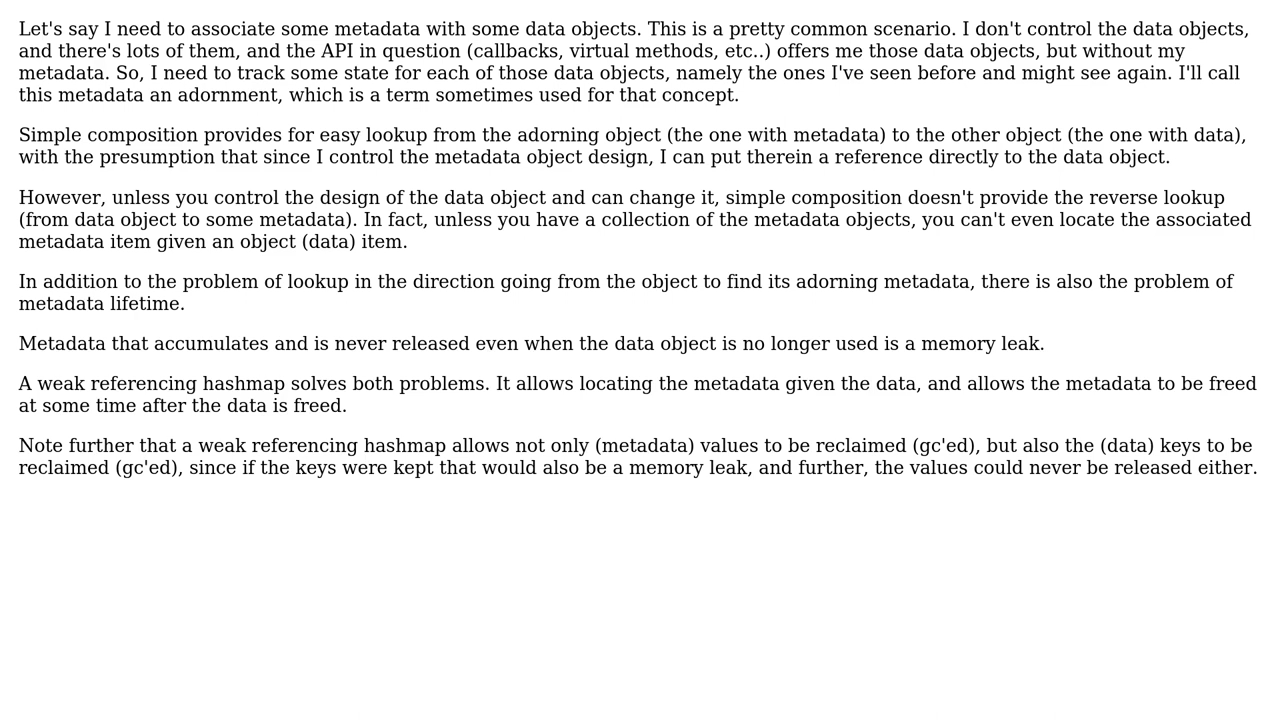 Let's say I need to associate some metadata with some data objects. This is a pretty common scenario. I don't control the data objects,
and there's lots of them, and the API in question (callbacks, virtual methods, etc..) offers me those data objects, but without my
metadata. So, I need to track some state for each of those data objects, namely the ones I've seen before and might see again. I'll call
this metadata an adornment, which is a term sometimes used for that concept.
Simple composition provides for easy lookup from the adorning object (the one with metadata) to the other object (the one with data),
with the presumption that since I control the metadata object design, I can put therein a reference directly to the data object.
However, unless you control the design of the data object and can change it, simple composition doesn't provide the reverse lookup
(from data object to some metadata). In fact, unless you have a collection of the metadata objects, you can't even locate the associated
metadata item given an object (data) item.
In addition to the problem of lookup in the direction going from the object to find its adorning metadata, there is also the problem of
metadata lifetime.
Metadata that accumulates and is never released even when the data object is no longer used is a memory leak.
A weak referencing hashmap solves both problems. It allows locating the metadata given the data, and allows the metadata to be freed
at some time after the data is freed.
Note further that a weak referencing hashmap allows not only (metadata) values to be reclaimed (gc'ed), but also the (data) keys to be
reclaimed (gc'ed), since if the keys were kept that would also be a memory leak, and further, the values could never be released either.